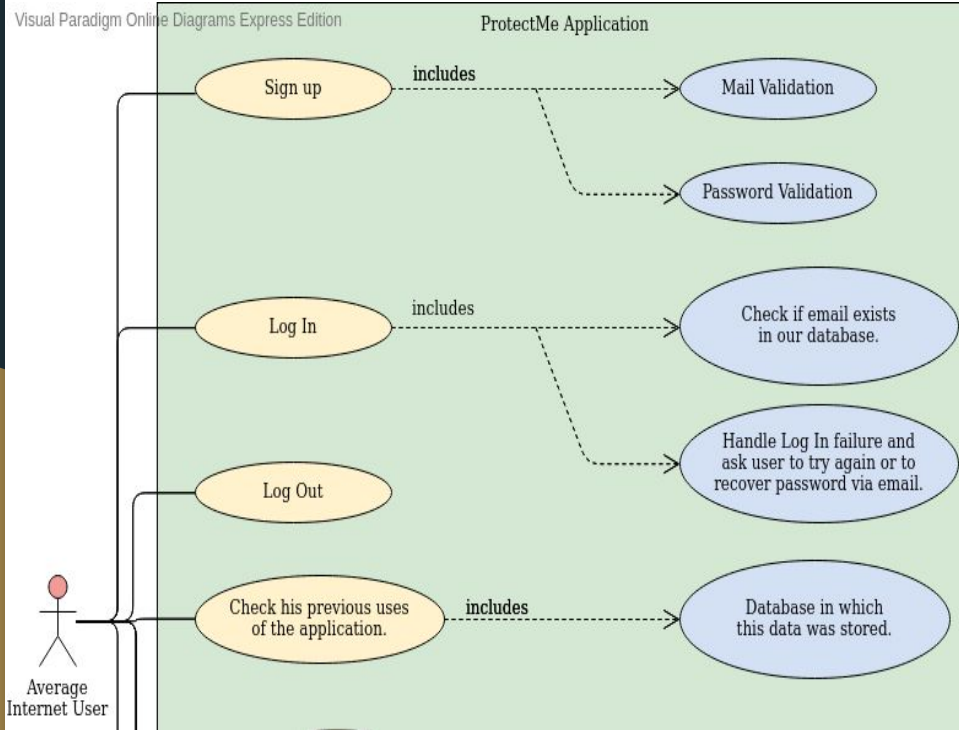 Visual Paradigm Online Diagrams Express Edition
ProtectMe Application
Sign up
includes
Mail Validation
Password Validation
Log In
includes
Check if email exists
in our database.
Handle Log In failure and
ask user to try again or to
recover password via email.
Log Out
Check his previous uses
of the application.
includes
Database in which
this data was stored.
Average
Internet User